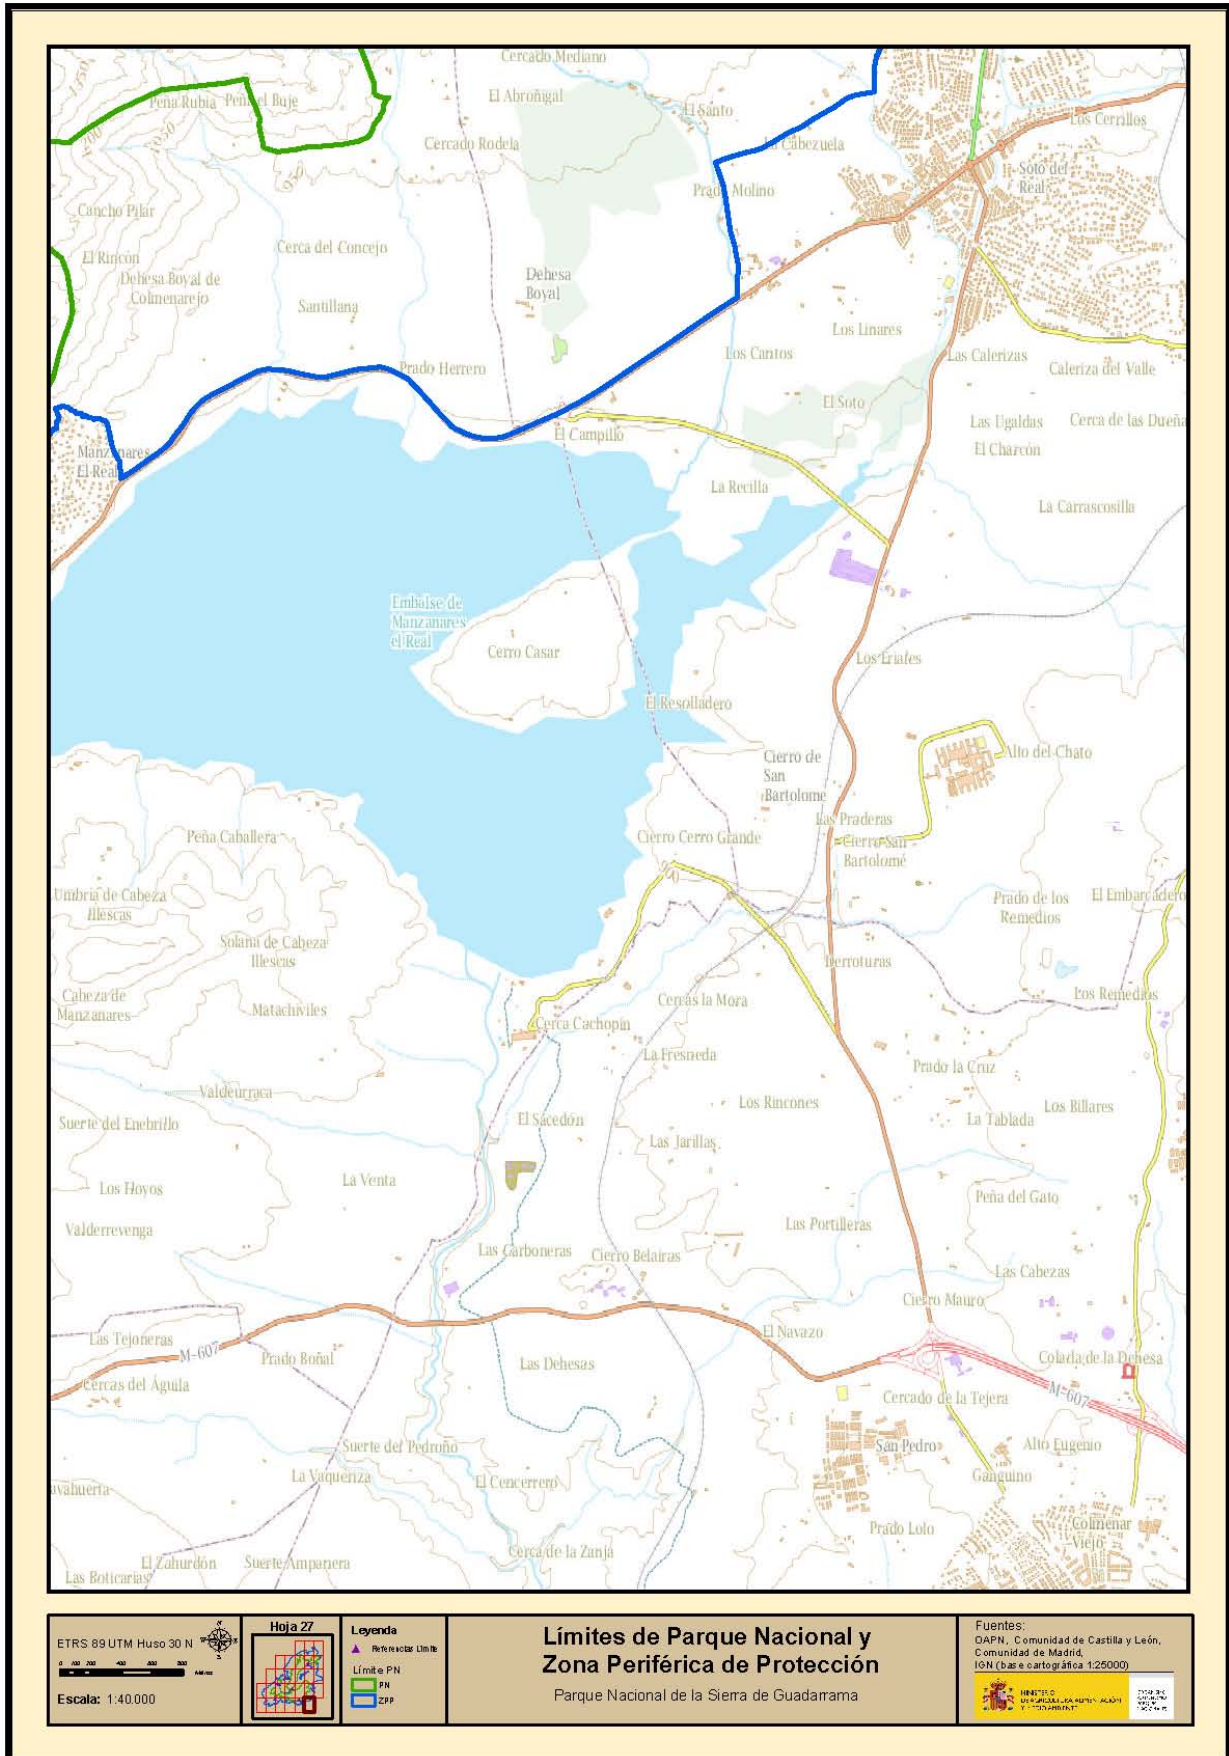 Cercado Mediano
El Abroñigal
El Santo
Peña Rubia
Los Cerrillos
Cercado Rodela
La Cabezuela
Soto del
Real
Cancho Pilar
El Rincón
Cerca del Concejo
Dehesa Boyal de
Colmenarejo
Dehesa
Boyal
Santillana
Los Linares
Los Cantos
Las Calerizas
Caleriza del Valle
Prado Herrero
El Soto
Las Ugaldas
Cerca de las Dueña
El Campillo
El Charcón
Manzanares
El Real
La Recilla
La Carrascosilla
Embalse de
Manzanares
el Real
Cerro Casar
Los Eriales
El Resolladero
Cierro de
San
Bartolome
Alto del Chato
Las Praderas
Peña Caballera
Cierro Cerro Grande
Cierro San
Bartolomé
Umbría de Cabeza
Illescas
Prado de los
Remedios
El Embarcadero
Solana de Cabeza
Illescas
Derroturas
Cabeza de
Manzanares
Matachiviles
Cercas la Mora
Los Remedios
Cerca Cachopín
La Fresneda
Prado la Cruz
Valdeurraca
Los Rincones
Los Billares
Suerte del Enebrillo
El Sacedón
La Tablada
Las Jarillas
La Venta
Los Hoyos
Peña del Gato
Valderrevenga
Las Portilleras
Las Carboneras
Cierro Belairas
Las Cabezas
Cierro Mauro
Las Tejoneras
El Navazo
M-607
Prado Boñal
Las Dehesas
Colada de la Dehesa
Cercas del Águila
Cercado de la Tejera
M-607
Suerte del Pedroño
San Pedro
Alto Eugenio
La Vaqueriza
El Cencerrero
Ganguino
avahuerta
Prado Lolo
Colmenar
Viejo
Cerca de la Zanja
El Zahurdón
Suerte Ampanera
Las Boticarias
ETRS 89 UTM Huso 30 N
Escala: 1:40.000
Hoja 27
Leyenda
Referencias Límite
Límite PN
PN
ZPP
Límites de Parque Nacional y
Zona Periférica de Protección
Parque Nacional de la Sierra de Guadarrama
Fuentes:
OAPN, Comunidad de Castilla y León,
Comunidad de Madrid,
IGN (base cartográfica 1:25000)
MINISTERIO
DE AGRICULTURA, ALIMENTACIÓN
Y MEDIO AMBIENTE